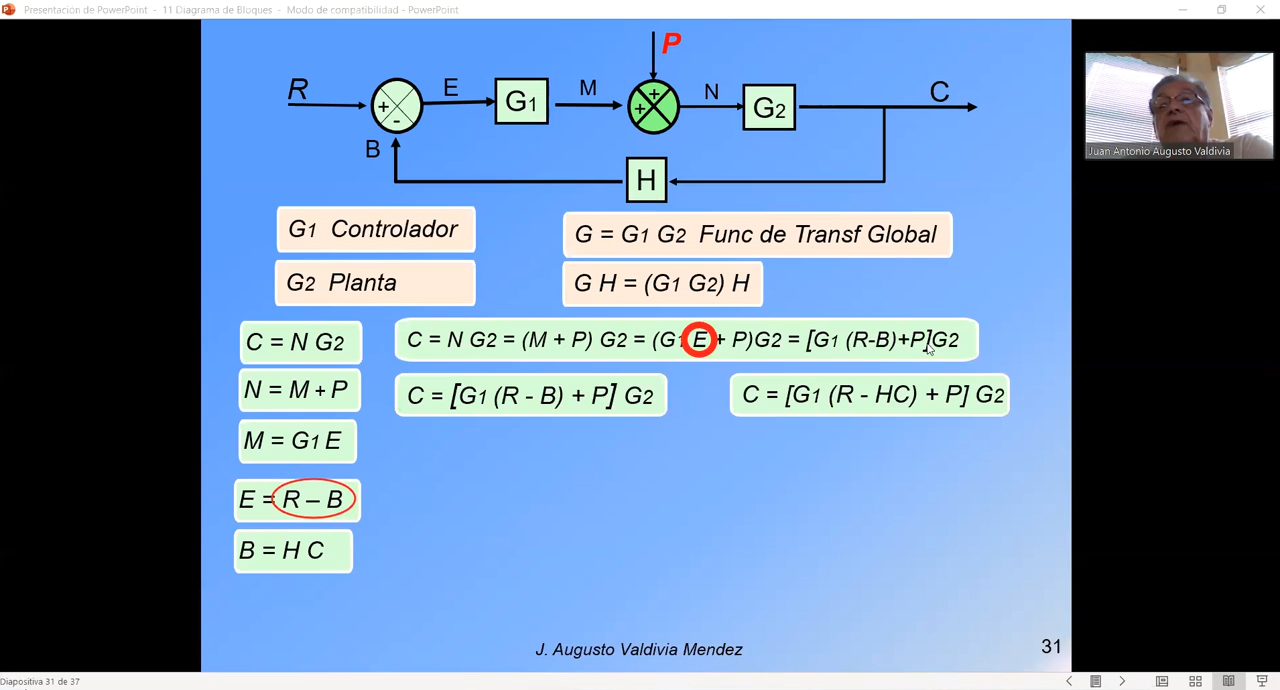 Presentación de PowerPoint - 11 Diagrama de Bloques - Modo de compatibilidad - PowerPoint
P
R
E
G1
M
N
G2
C
+
-
+
+
B
H
Juan Antonio Augusto Valdivia
G1 Controlador
G = G1 G2 Func de Transf Global
G2 Planta
G H = (G1 G2) H
C = N G2
C = N G2 = (M + P) G2 = (G1 E + P)G2 = [G1 (R-B)+P]G2
N = M + P
C = [G1 (R - B) + P] G2
C = [G1 (R - HC) + P] G2
M = G1 E
E = R – B
B = H C
J. Augusto Valdivia Mendez
31
Diapositiva 31 de 37